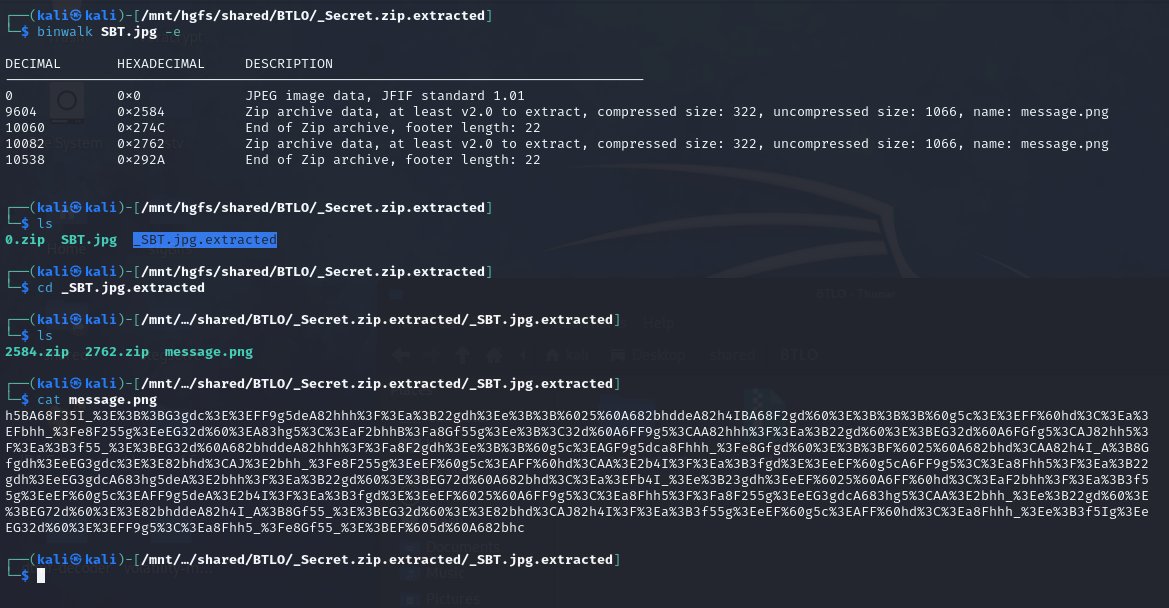 ┌──(kali㉿kali)-[/mnt/hgfs/shared/BTLO/_Secret.zip.extracted]
└─$ binwalk SBT.jpg -e
DECIMAL       HEXADECIMAL     DESCRIPTION
--------------------------------------------------------------------------------
0             0×0             JPEG image data, JFIF standard 1.01
9604          0×2584          Zip archive data, at least v2.0 to extract, compressed size: 322, uncompressed size: 1066, name: message.png
10060         0×274C          End of Zip archive, footer length: 22
10082         0×2762          Zip archive data, at least v2.0 to extract, compressed size: 322, uncompressed size: 1066, name: message.png
10538         0×292A          End of Zip archive, footer length: 22
┌──(kali㉿kali)-[/mnt/hgfs/shared/BTLO/_Secret.zip.extracted]
└─$ ls
0.zip  SBT.jpg  _SBT.jpg.extracted
┌──(kali㉿kali)-[/mnt/hgfs/shared/BTLO/_Secret.zip.extracted]
└─$ cd _SBT.jpg.extracted
┌──(kali㉿kali)-[/mnt/…/shared/BTLO/_Secret.zip.extracted/_SBT.jpg.extracted]
└─$ ls
2584.zip  2762.zip  message.png
┌──(kali㉿kali)-[/mnt/…/shared/BTLO/_Secret.zip.extracted/_SBT.jpg.extracted]
└─$ cat message.png
h5BA68F35I_%3E%3B%3BG3gdc%3E%3EFF9g5deA82hhh%3F%3Ea%3B22gdh%3Ee%3B%3B%6025%60A682bhddeA82h4IBA68F2gd%60%3E%3B%3B%3B%60g5c%3E%3EFF%60hd%3C%3Ea%3
EFbhh_%3Fe8F255g%3EeEG32d%60%3EA83hg5%3C%3EaF2bhhB%3Fa8Gf55g%3Ee%3B%3C32d%60A6FF9g5%3CAA82hhh%3F%3Ea%3B22gd%60%3E%3BEG32d%60A6FGfg5%3CAJ82hh5%3
F%3Ea%3B3f55_%3E%3BEG32d%60A682bhddeA82hhh%3F%3Fa8F2gdh%3Ee%3B%3B%60g5c%3EAGF9g5dca8Fhhh_%3Fe8Gfgd%60%3E%3B%3BF%6025%60A682bhd%3CAA82h4I_A%3B8G
fgdh%3EeEG3gdc%3E%3E82bhd%3CAJ%3E2bhh_%3Fe8F255g%3EeEF%60g5c%3EAFF%60hd%3CAA%3E2b4I%3F%3Ea%3B3fgd%3E%3EeEF%60g5cA6FF9g5%3C%3Ea8Fhh5%3F%3Ea%3B22
gdh%3EeEG3gdcA683hg5deA%3E2bhh%3F%3Ea%3B22gd%60%3E%3BEG72d%60A682bhd%3C%3Ea%3EFb4I_%3Ee%3B23gdh%3EeEF%6025%60A6FF%60hd%3C%3EaF2bhh%3F%3Ea%3B3f5
5g%3EeEF%60g5c%3EAFF9g5deA%3E2b4I%3F%3Ea%3B3fgd%3E%3EeEF%6025%60A6FF9g5%3C%3Ea8Fhh5%3F%3Fa8F255g%3EeEG3gdcA683hg5%3CAA%3E2bhh_%3Ee%3B22gd%60%3E
%3BEG72d%60%3E%3E82bhddeA82h4I_A%3B8Gf55_%3E%3BEG32d%60%3E%3E82bhd%3CAJ82h4I%3F%3Ea%3B3f55g%3EeEF%60g5c%3EAFF%60hd%3C%3Ea8Fhhh_%3Ee%3B3f5Ig%3Ee
EG32d%60%3E%3EFF9g5%3C%3Ea8Fhh5_%3Fe8Gf55_%3E%3BEF%605d%60A682bhc
┌──(kali㉿kali)-[/mnt/…/shared/BTLO/_Secret.zip.extracted/_SBT.jpg.extracted]
└─$